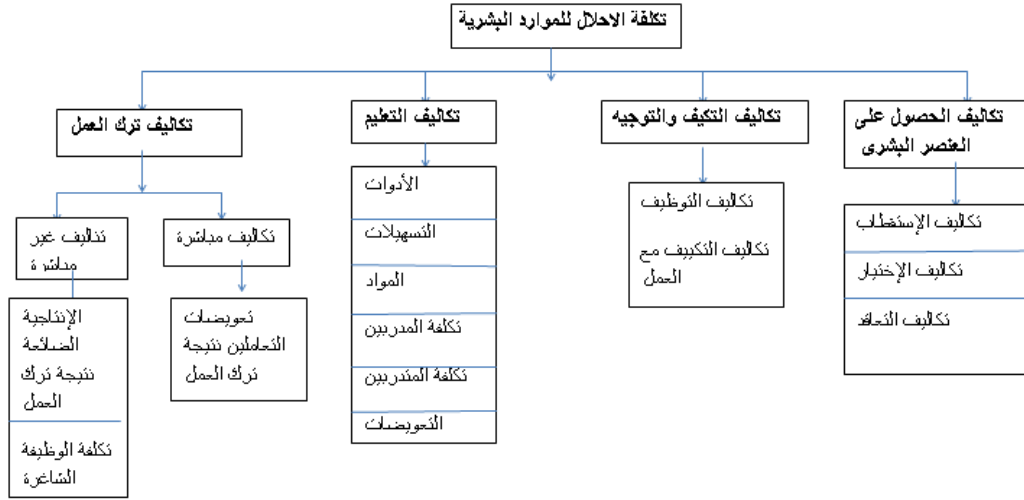 تكلفة الاحلال للموارد البشرية
تكاليف الحصول على
العنصر البشرى
تكاليف الإستقطاب
تكاليف الإختيار
تكاليف التعاقد
تكاليف التكيف والتوجيه
تكاليف التوظيف
تكاليف التكييف مع
العمل
تكاليف التعليم
الأدوات
التسهيلات
المواد
تكلفة المدربين
تكلفة المتدربين
التعويضات
تكاليف ترك العمل
تكاليف مباشرة
تعويضات
التعاملين نتيجة
ترك العمل
تكاليف غير
مباشرة
الإنتاجية
الضائعة
نتيجة ترك
العمل
تكلفة الوظيفة
الشاغرة